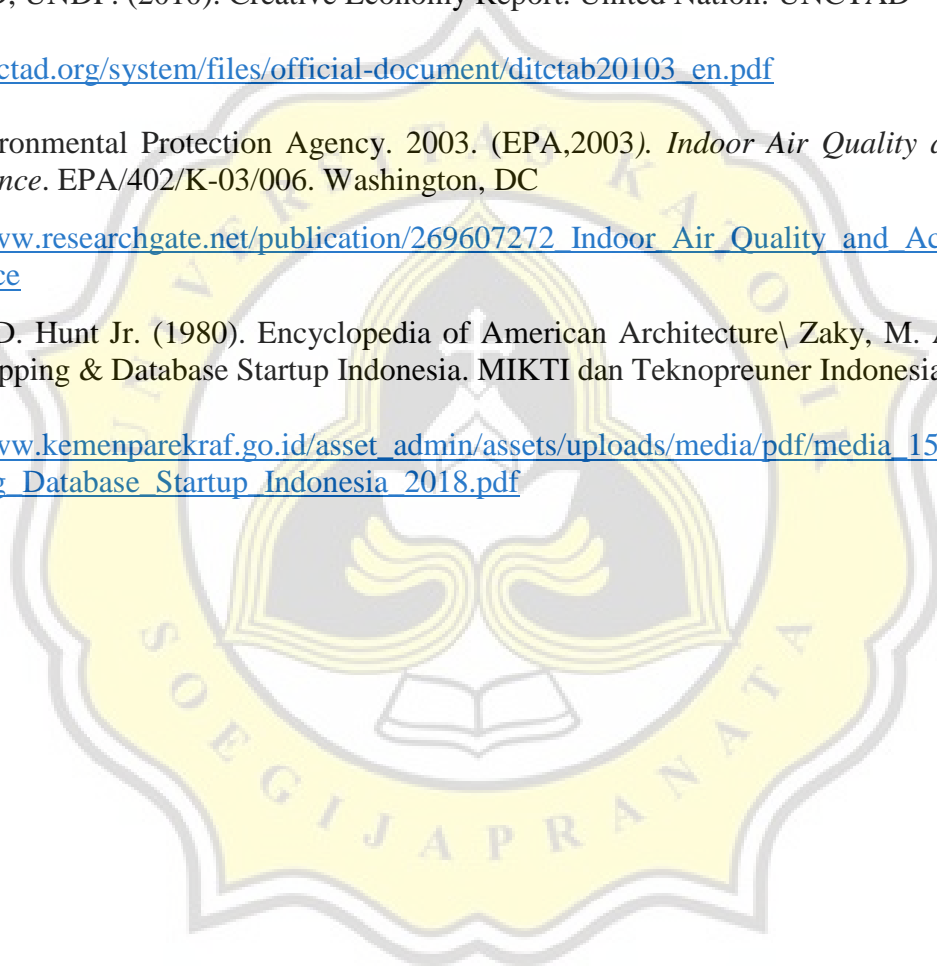 UNDP. (2010). Creative Economy Report. United Nation: UNCTAD
ctad.org/system/files/official-document/ditctab20103_en.pdf
ronmental Protection Agency. 2003. (EPA,2003). Indoor Air Quality a
nce. EPA/402/K-03/006. Washington, DC
ww.researchgate.net/publication/269607272_Indoor_Air_Quality_and_Ac
ce
D. Hunt Jr. (1980). Encyclopedia of American Architecture\ Zaky, M. A
pping & Database Startup Indonesia. MIKTI dan Teknopreuner Indonesia
ww.kemenparekraf.go.id/asset_admin/assets/uploads/media/pdf/media_15
g_Database_Startup_Indonesia_2018.pdf
UNIVERSITAS KATOLIK
SOEGIJAPRANATA